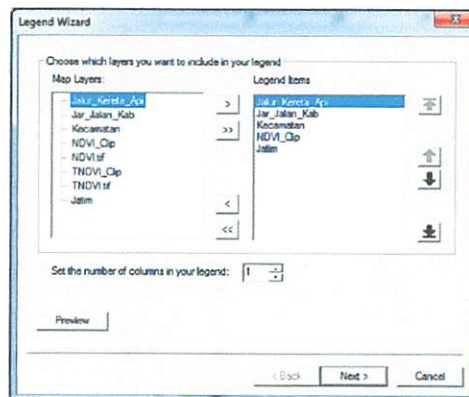 Legend Wizard
Choose which layers you want to include in your legend
Map Layers:
Legend Items
Jalur_Kereta_Api
Jar_Jalan_Kab
Kecamatan
NDVI_Clip
NDVI.tif
TNDVI_Clip
TNDVI.tif
Jatim
>
>>
<
<<
Jalur_Kereta_Api
Jar_Jalan_Kab
Kecamatan
NDVI_Clip
Jatim
Set the number of columns in your legend:
1
Preview
< Back
Next >
Cancel